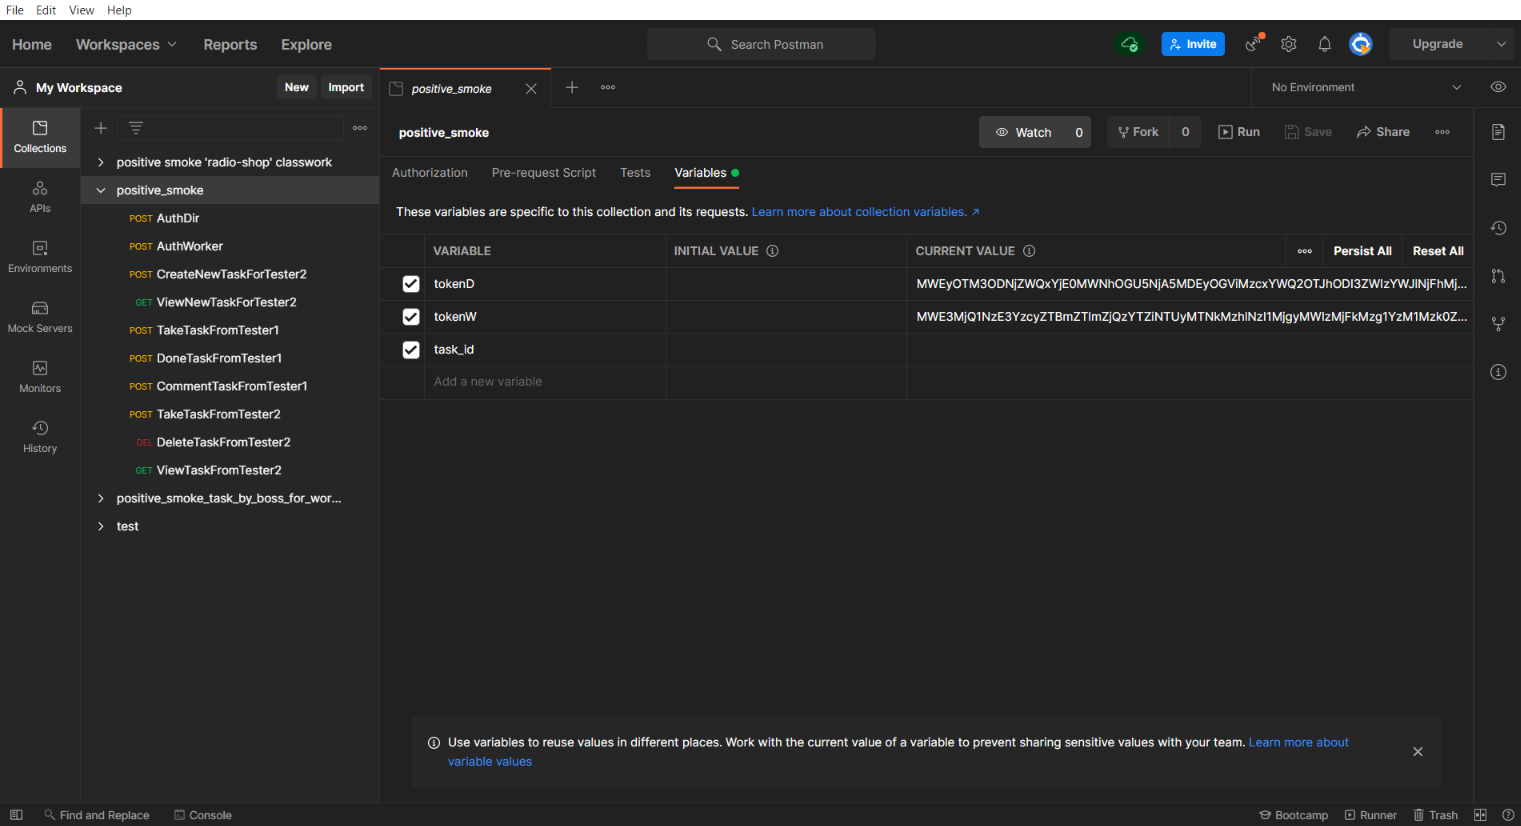 File Edit View Help
Home Workspaces Reports Explore Search Postman Invite Upgrade
My Workspace New Import positive_smoke No Environment
Collections
APIs
Environments
Mock Servers
Monitors
History
positive smoke 'radio-shop' classwork
positive_smoke
POST AuthDir
POST AuthWorker
POST CreateNewTaskForTester2
GET ViewNewTaskForTester2
POST TakeTaskFromTester1
POST DoneTaskFromTester1
POST CommentTaskFromTester1
POST TakeTaskFromTester2
DEL DeleteTaskFromTester2
GET ViewTaskFromTester2
positive_smoke_task_by_boss_for_wor...
test
positive_smoke Watch 0 Fork 0 Run Save Share
Authorization Pre-request Script Tests Variables
These variables are specific to this collection and its requests. Learn more about collection variables.
VARIABLE INITIAL VALUE CURRENT VALUE Persist All Reset All
tokenD
tokenW
task_id
Add a new variable
Use variables to reuse values in different places. Work with the current value of a variable to prevent sharing sensitive values with your team. Learn more about
variable values
Find and Replace Console Bootcamp Runner Trash